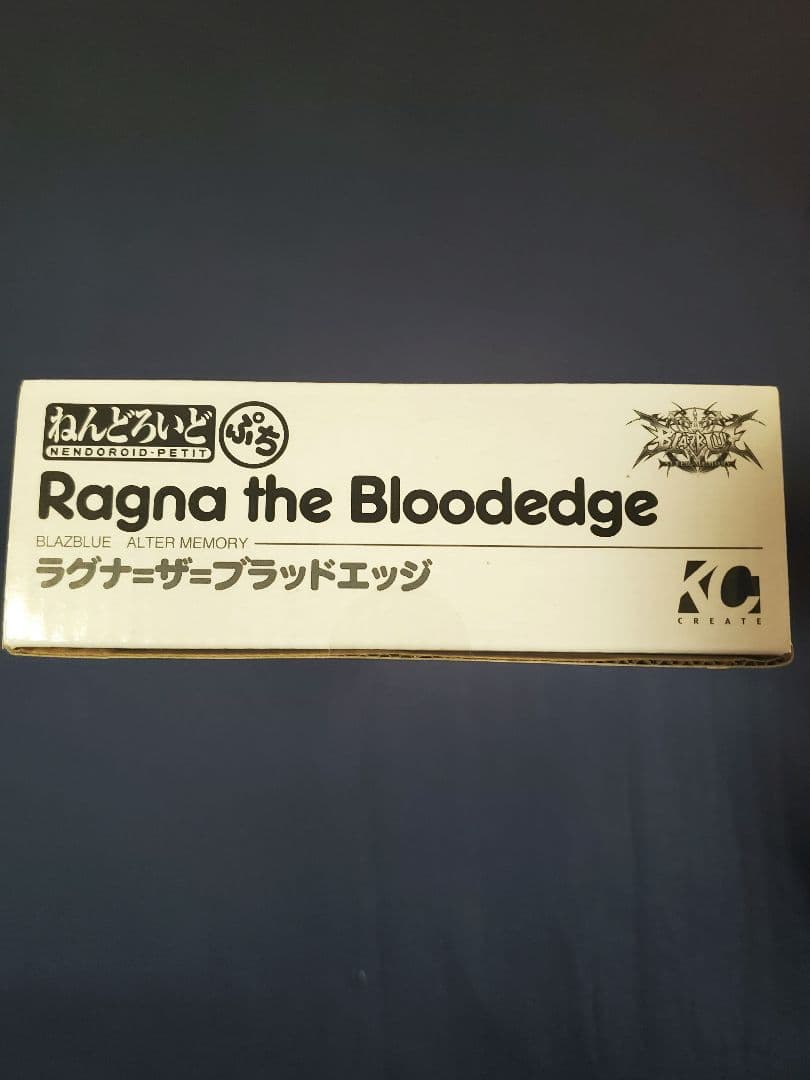 ねんどろいど ぷち
NENDOROID-PETIT
BLAZBLUE
Ragna the Bloodedge
BLAZBLUE ALTER MEMORY
ラグナ=ザ=ブラッドエッジ
KC
CREATE